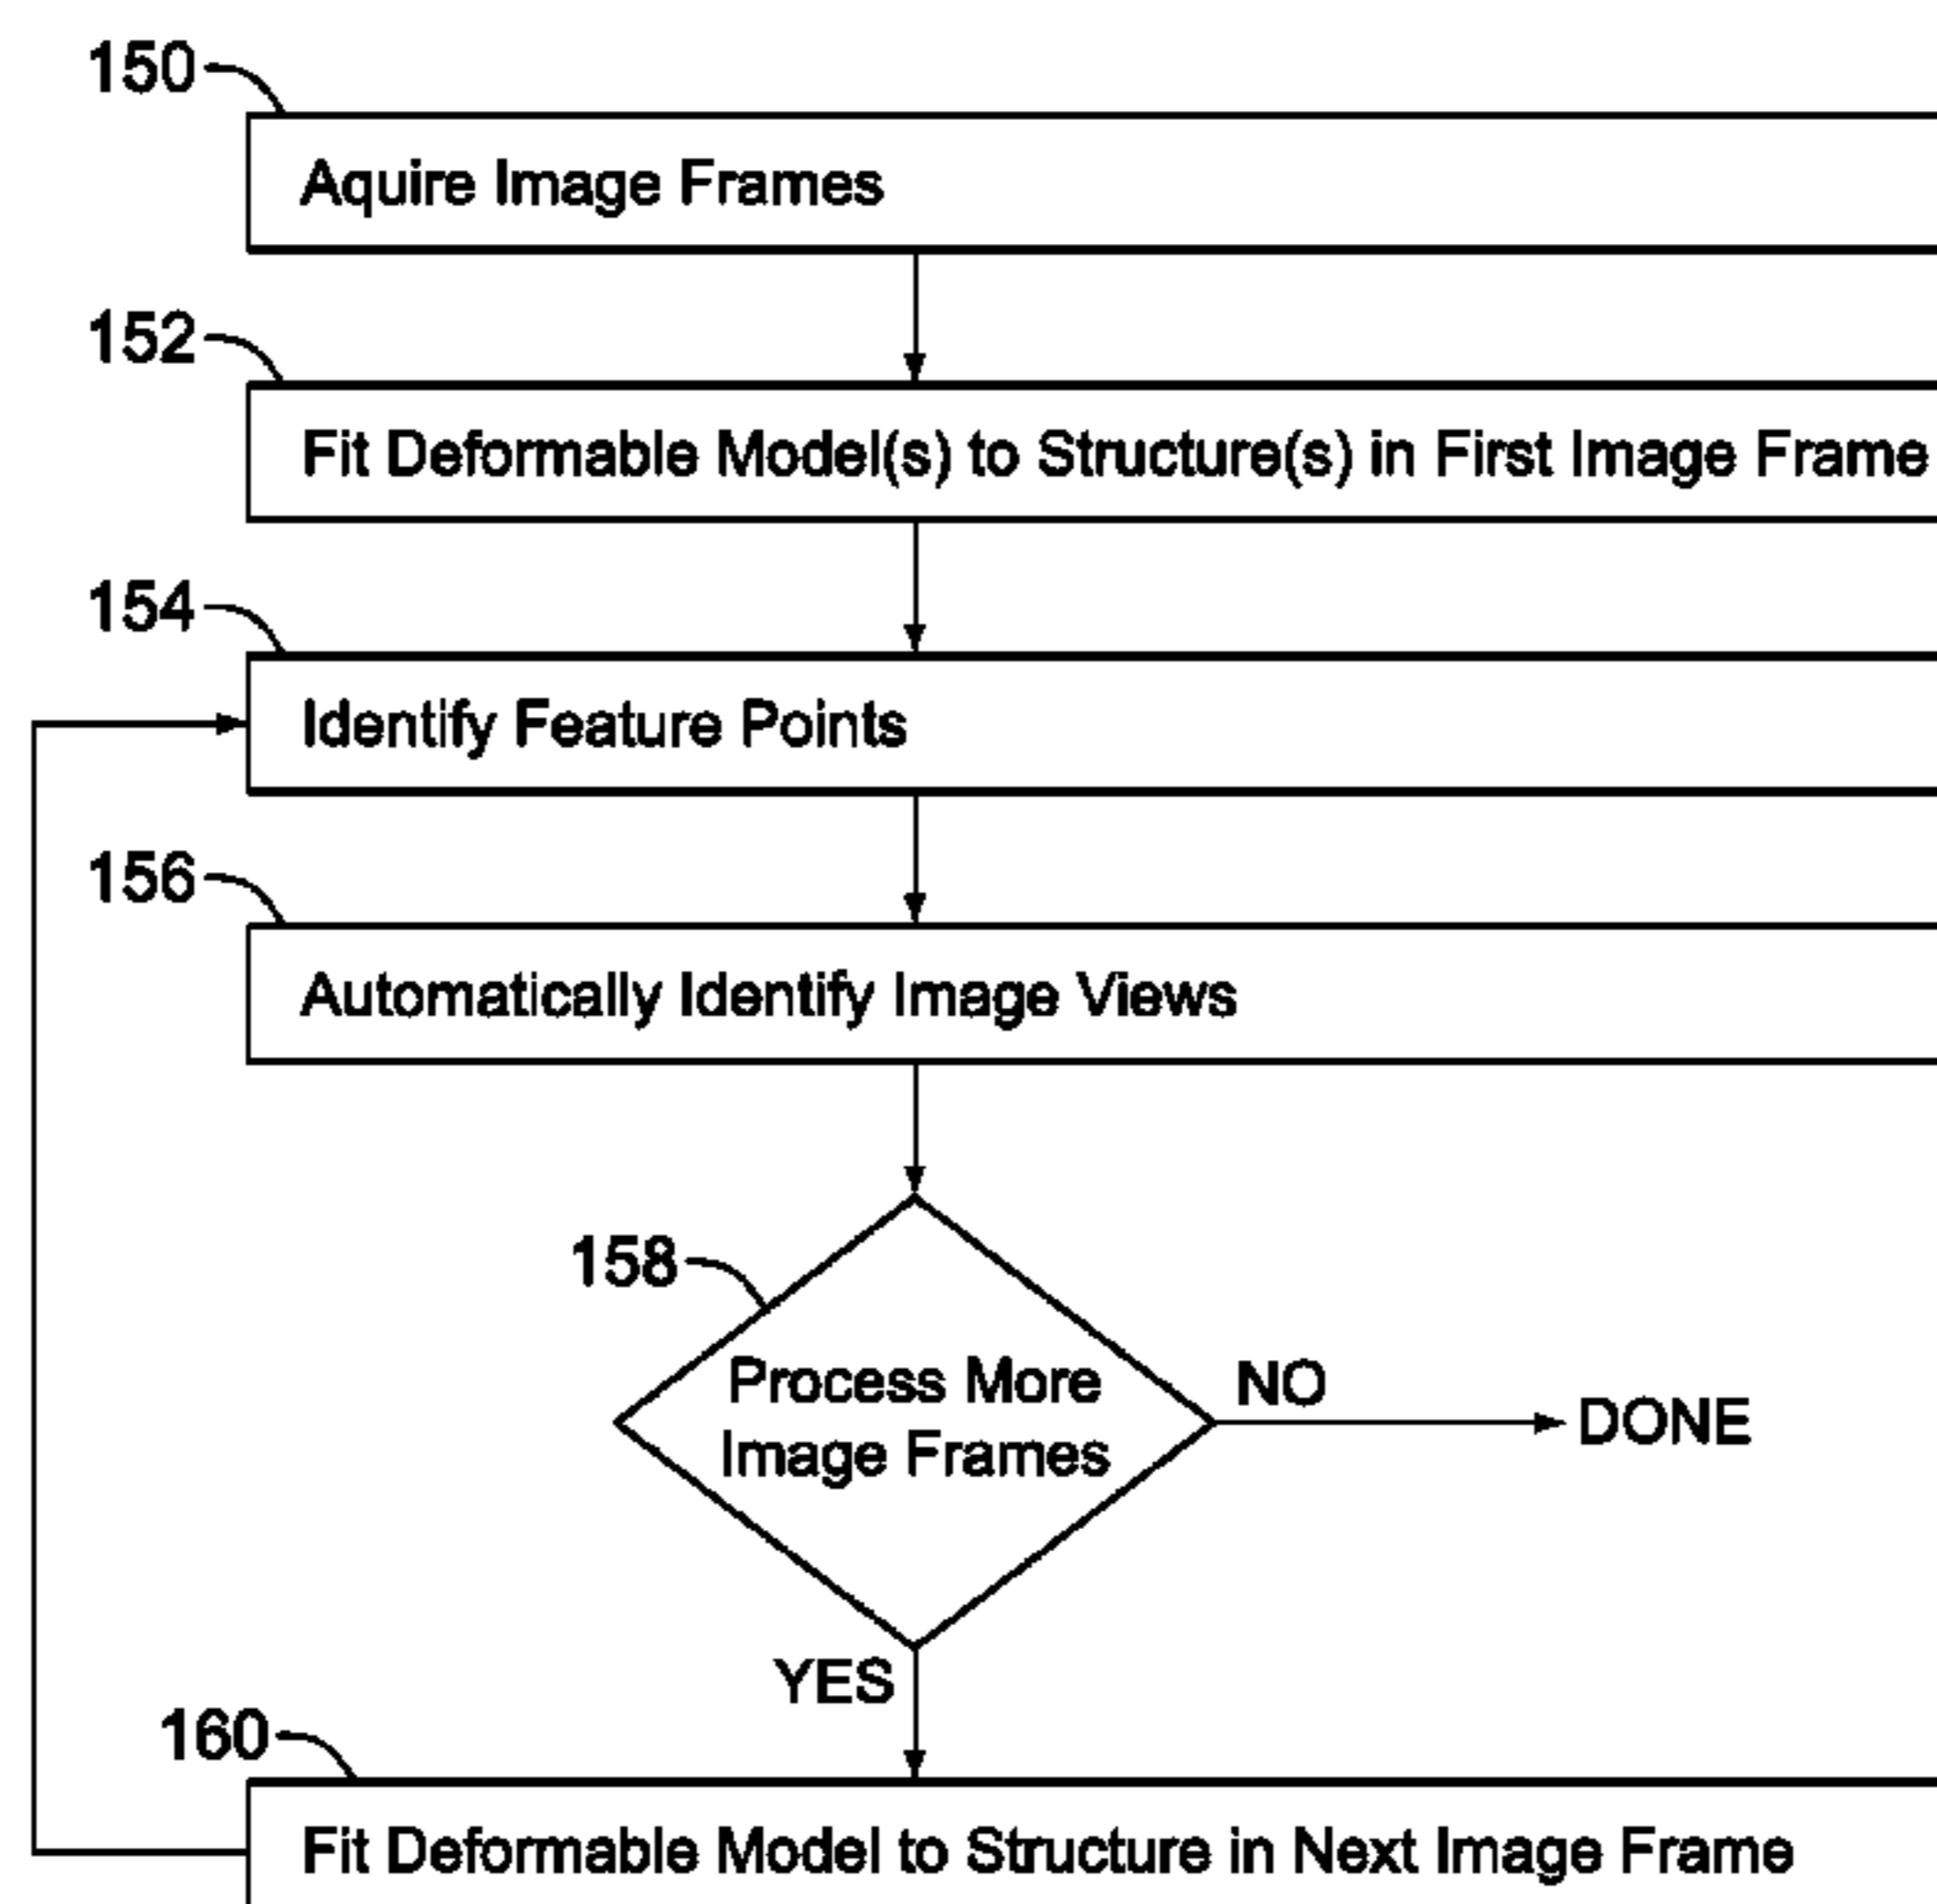 150
Aquire Image Frames
152
Fit Deformable Model(s) to Structure(s) in First Image Frame
154
Identify Feature Points
156
Automatically Identify Image Views
158
Process More
Image Frames
NO
DONE
YES
160
Fit Deformable Model to Structure in Next Image Frame